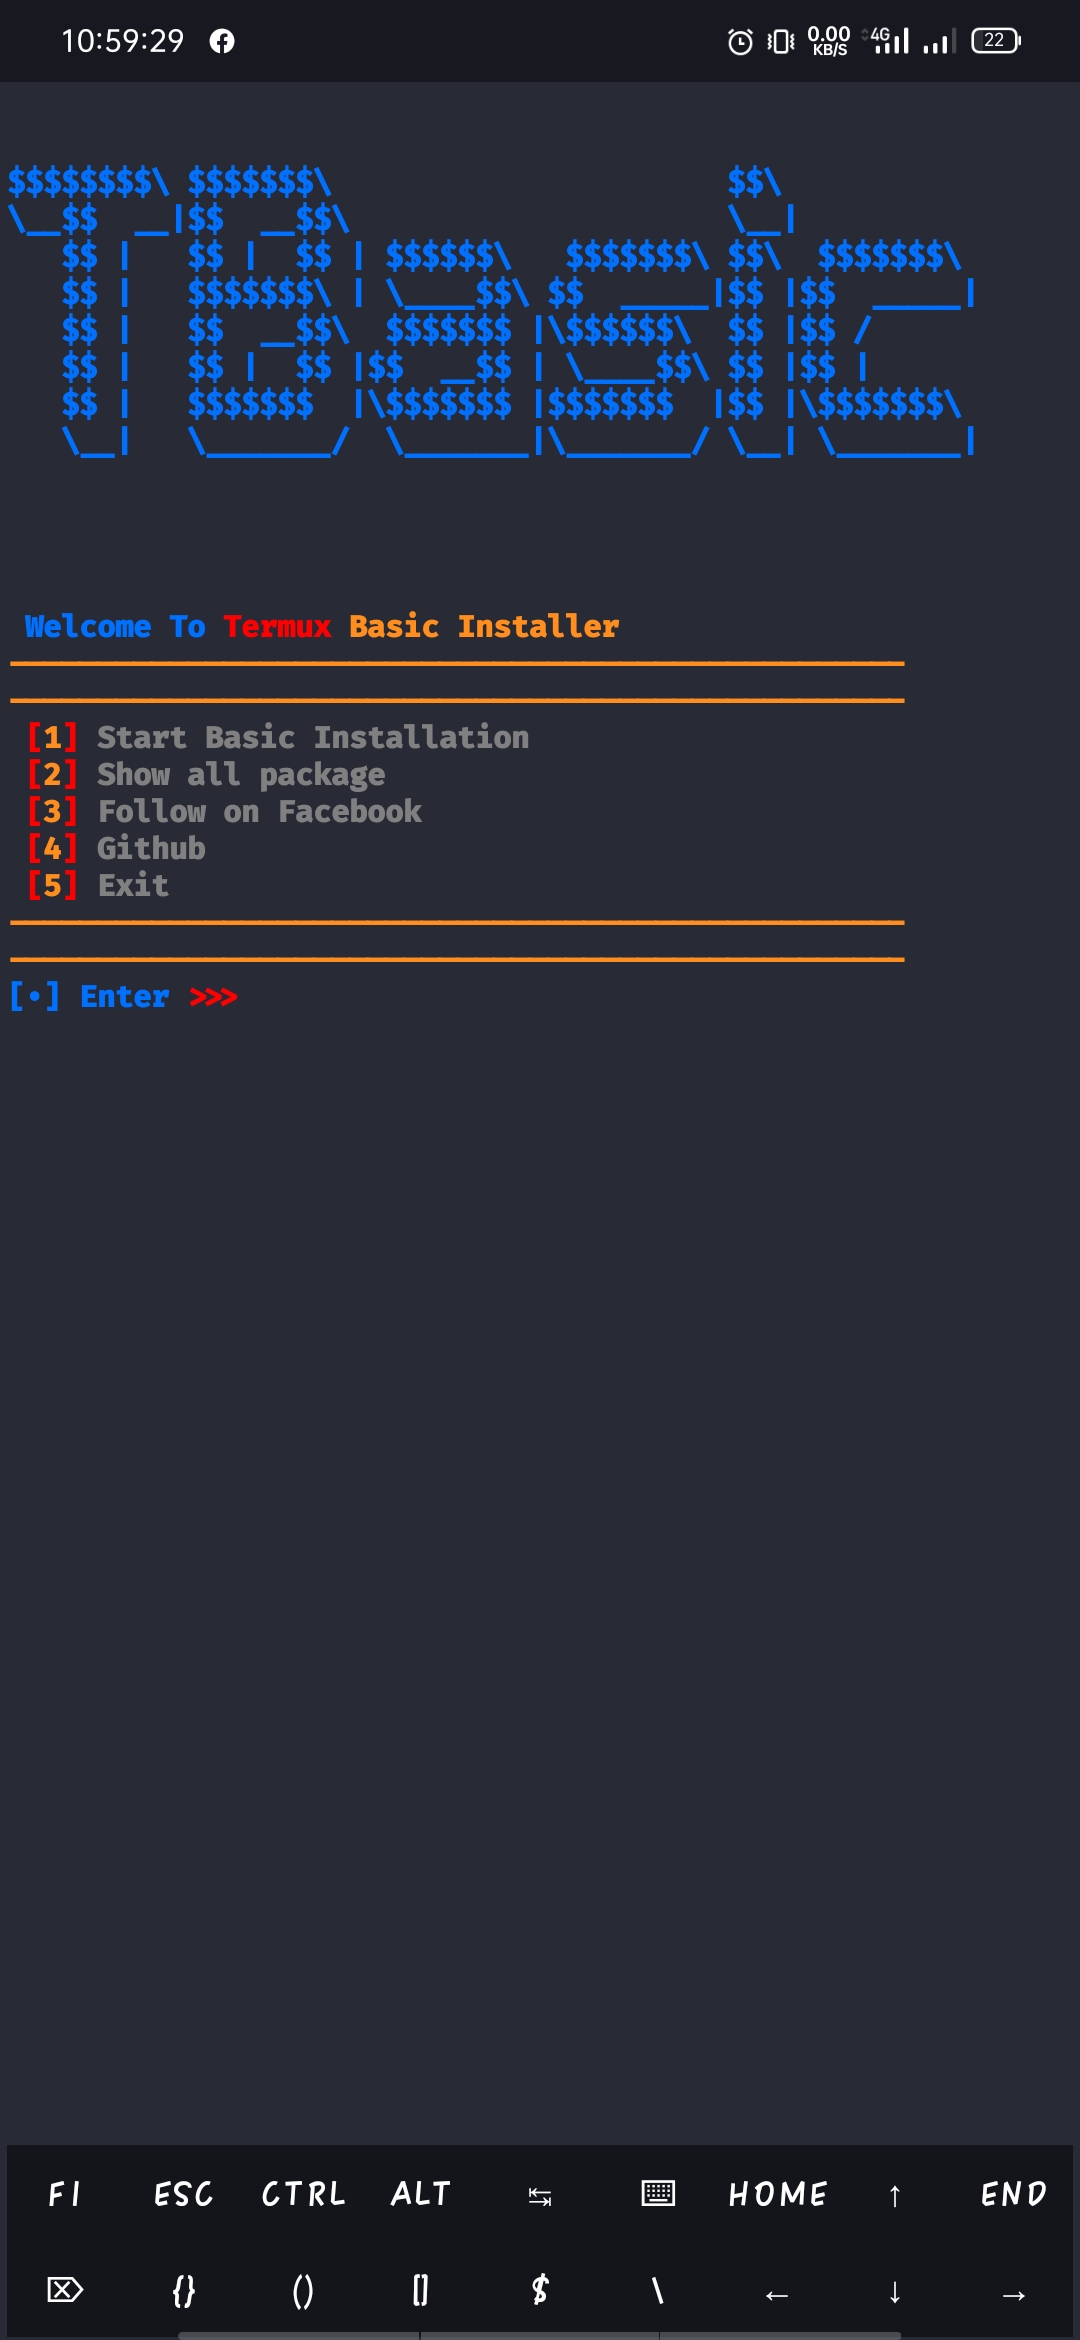 10:59:29 0.00 KB/S 4G 22
$$$$$$$$\ $$$$$$$\                      $$\
\__$$  __|$$  __$$\                     \__|
   $$ |   $$ |  $$ | $$$$$$\   $$$$$$$\ $$\  $$$$$$$\
   $$ |   $$$$$$$\ | \____$$\ $$  _____|$$ |$$  _____|
   $$ |   $$  __$$\  $$$$$$$ |\$$$$$$\  $$ |$$ /
   $$ |   $$ |  $$ |$$  __$$ | \____$$\ $$ |$$ |
   $$ |   $$$$$$$  |\$$$$$$$ |$$$$$$$  |$$ |\$$$$$$$\
   \__|   \_______/  \_______|\_______/ \__| \_______|
Welcome To Termux Basic Installer
[1] Start Basic Installation
[2] Show all package
[3] Follow on Facebook
[4] Github
[5] Exit
[•] Enter >>>
F1 ESC CTRL ALT ↹ HOME ↑ END
⌦ {} () [] $ \ ← ↓ →